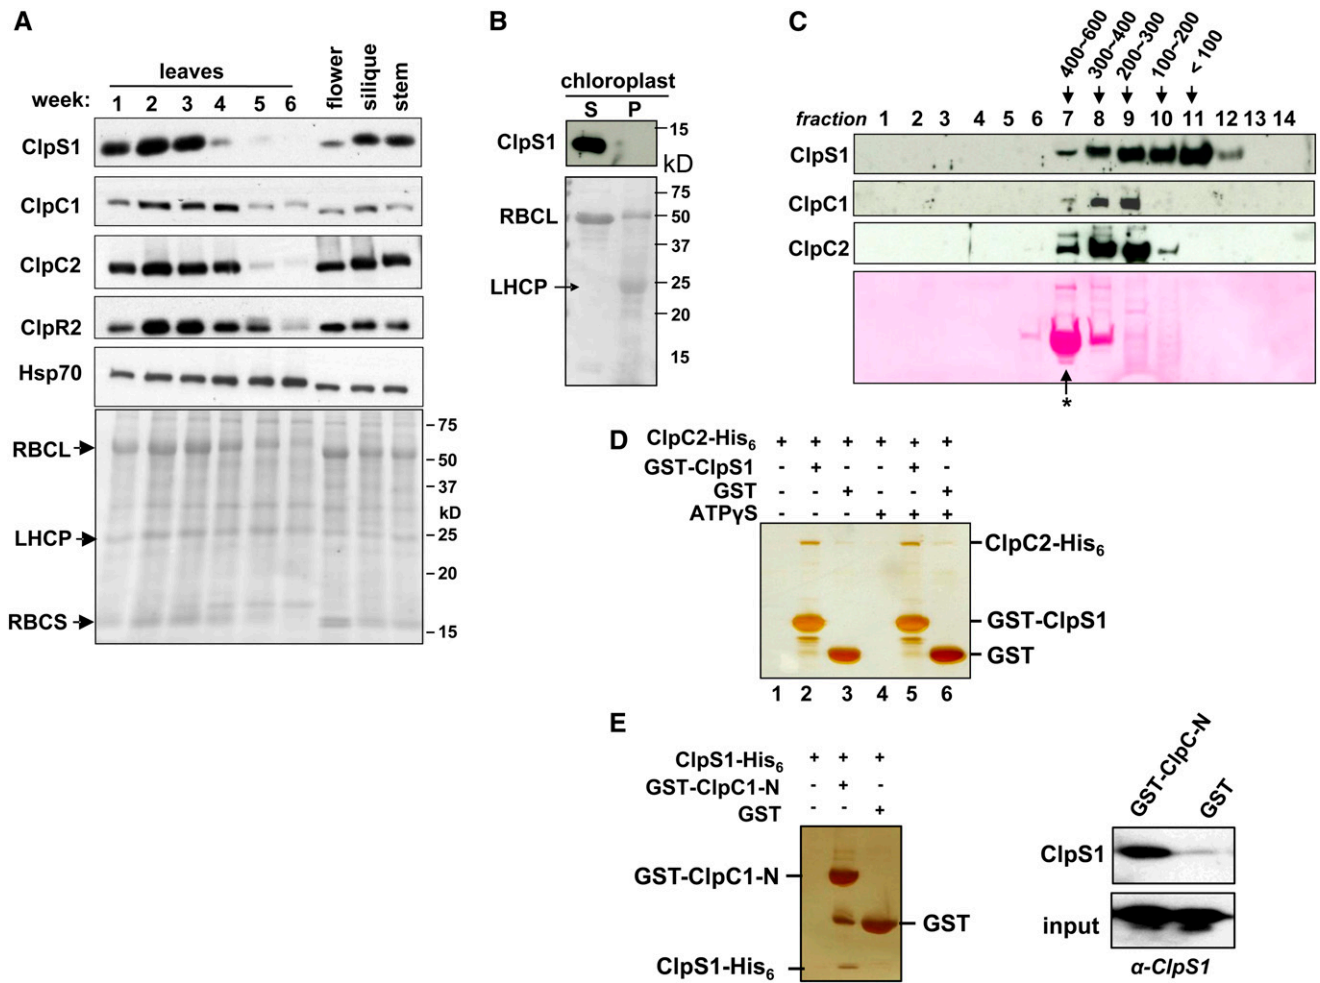 A
leaves
week: 1 2 3 4 5 6 flower silique stem
ClpS1
ClpC1
ClpC2
ClpR2
Hsp70
RBCL
LHCP
RBCS
75
50
37
kD
25
20
15
B
chloroplast
S P
ClpS1
15
kD
RBCL
LHCP
75
50
37
25
20
15
C
400~600 300~400 200~300 100~200 <100
fraction 1 2 3 4 5 6 7 8 9 10 11 12 13 14
ClpS1
ClpC1
ClpC2
*
D
ClpC2-His6 + + + + + +
GST-ClpS1 - + - - + -
GST - - + - - +
ATPγS + + +
ClpC2-His6
GST-ClpS1
GST
1 2 3 4 5 6
E
ClpS1-His6 + + +
GST-ClpC1-N - + -
GST - - +
GST-ClpC1-N
GST
ClpS1-His6
GST-ClpC-N GST
ClpS1
input
α-ClpS1